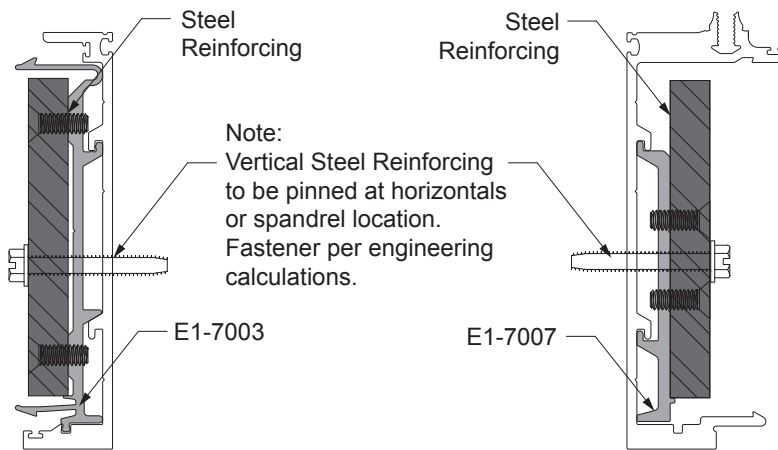 Steel
Reinforcing
Steel
Reinforcing
Note:
Vertical Steel Reinforcing
to be pinned at horizontals
or spandrel location.
Fastener per engineering
calculations.
E1-7003
E1-7007